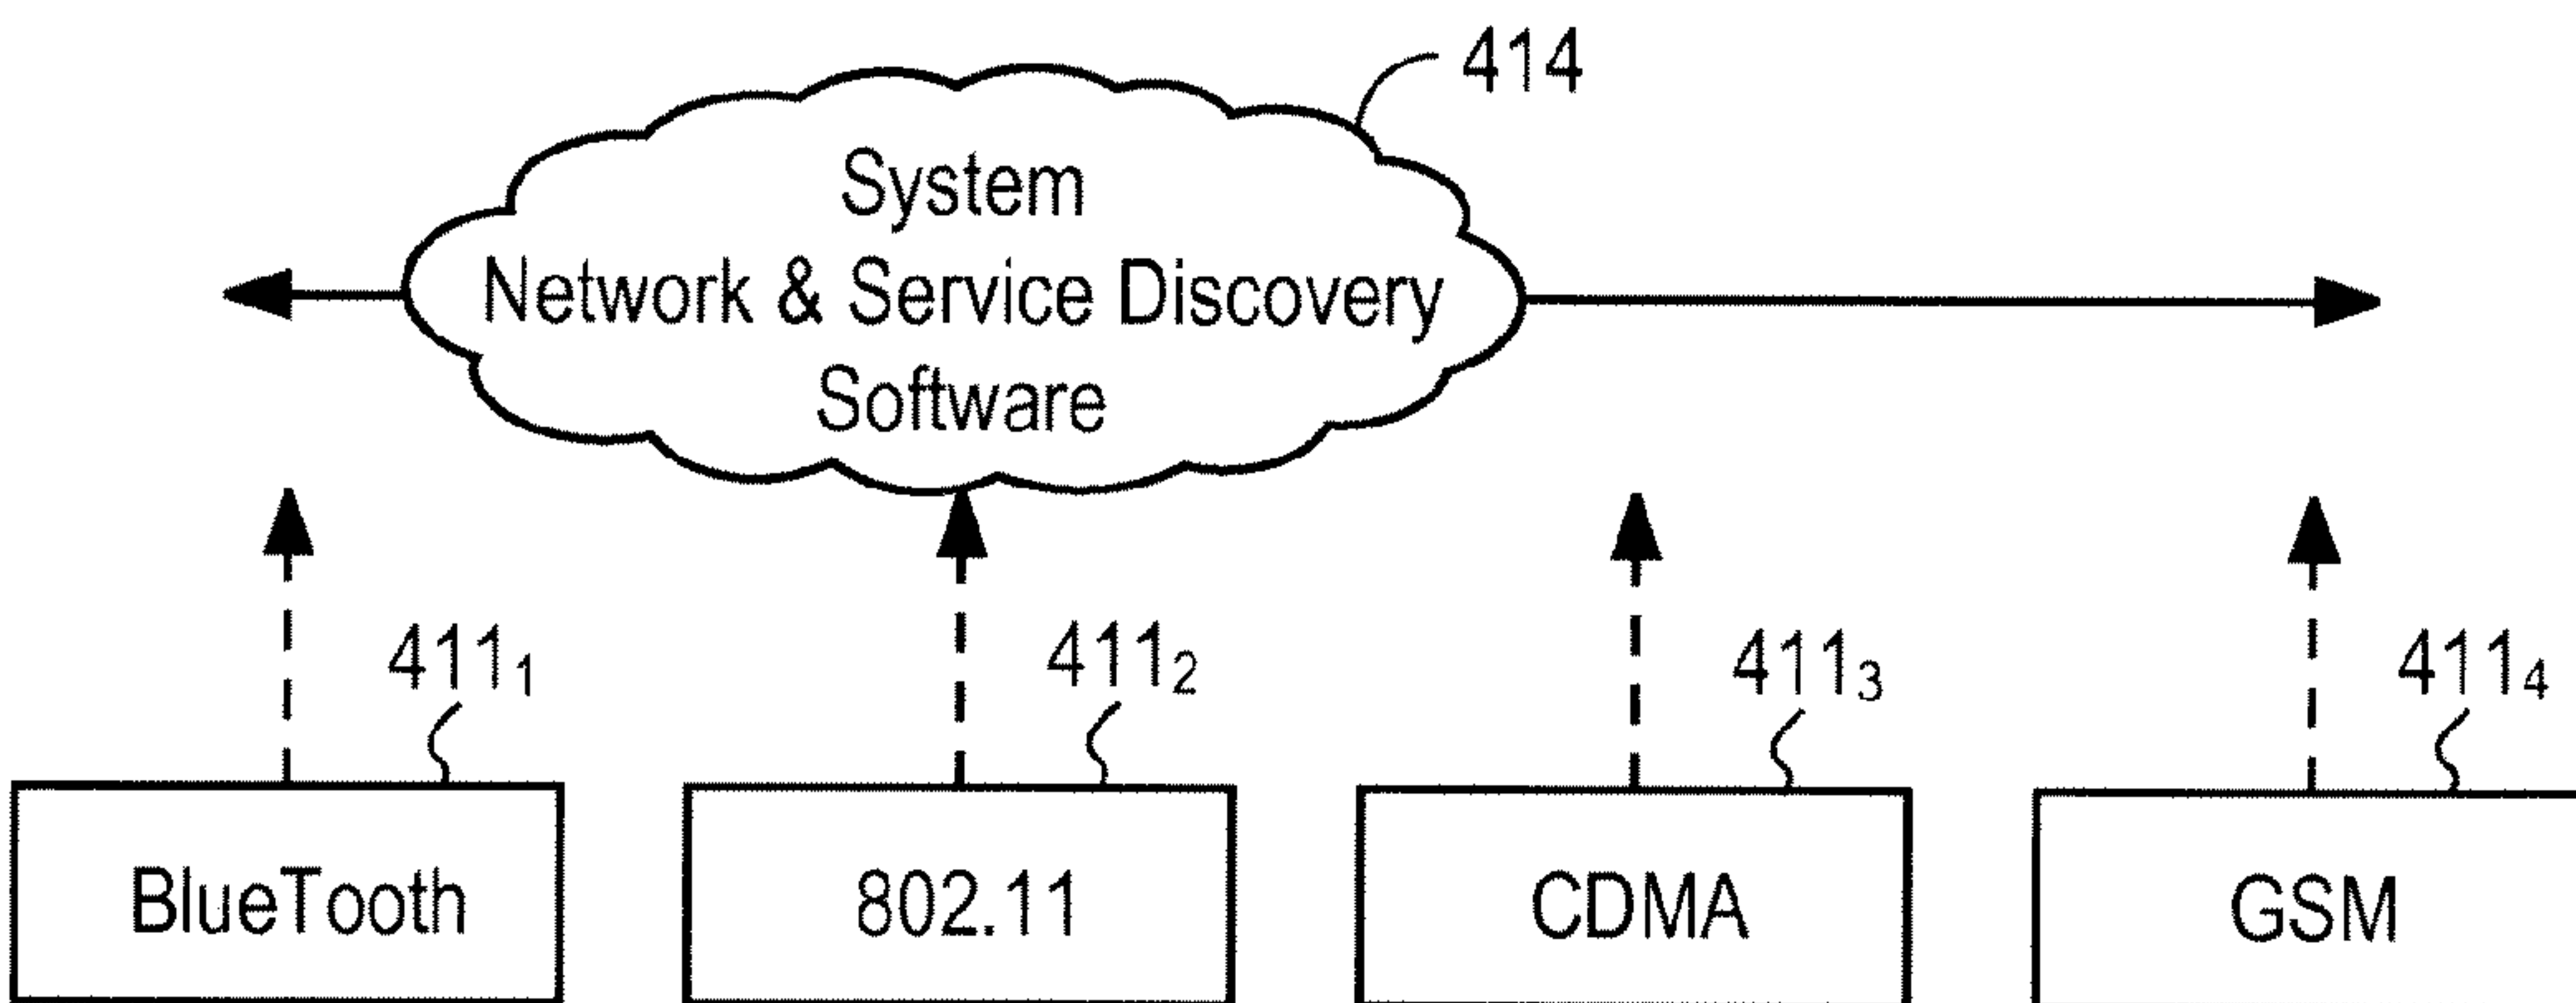 414
System
Network & Service Discovery
Software
411₁ 411₂ 411₃ 411₄
BlueTooth 802.11 CDMA GSM